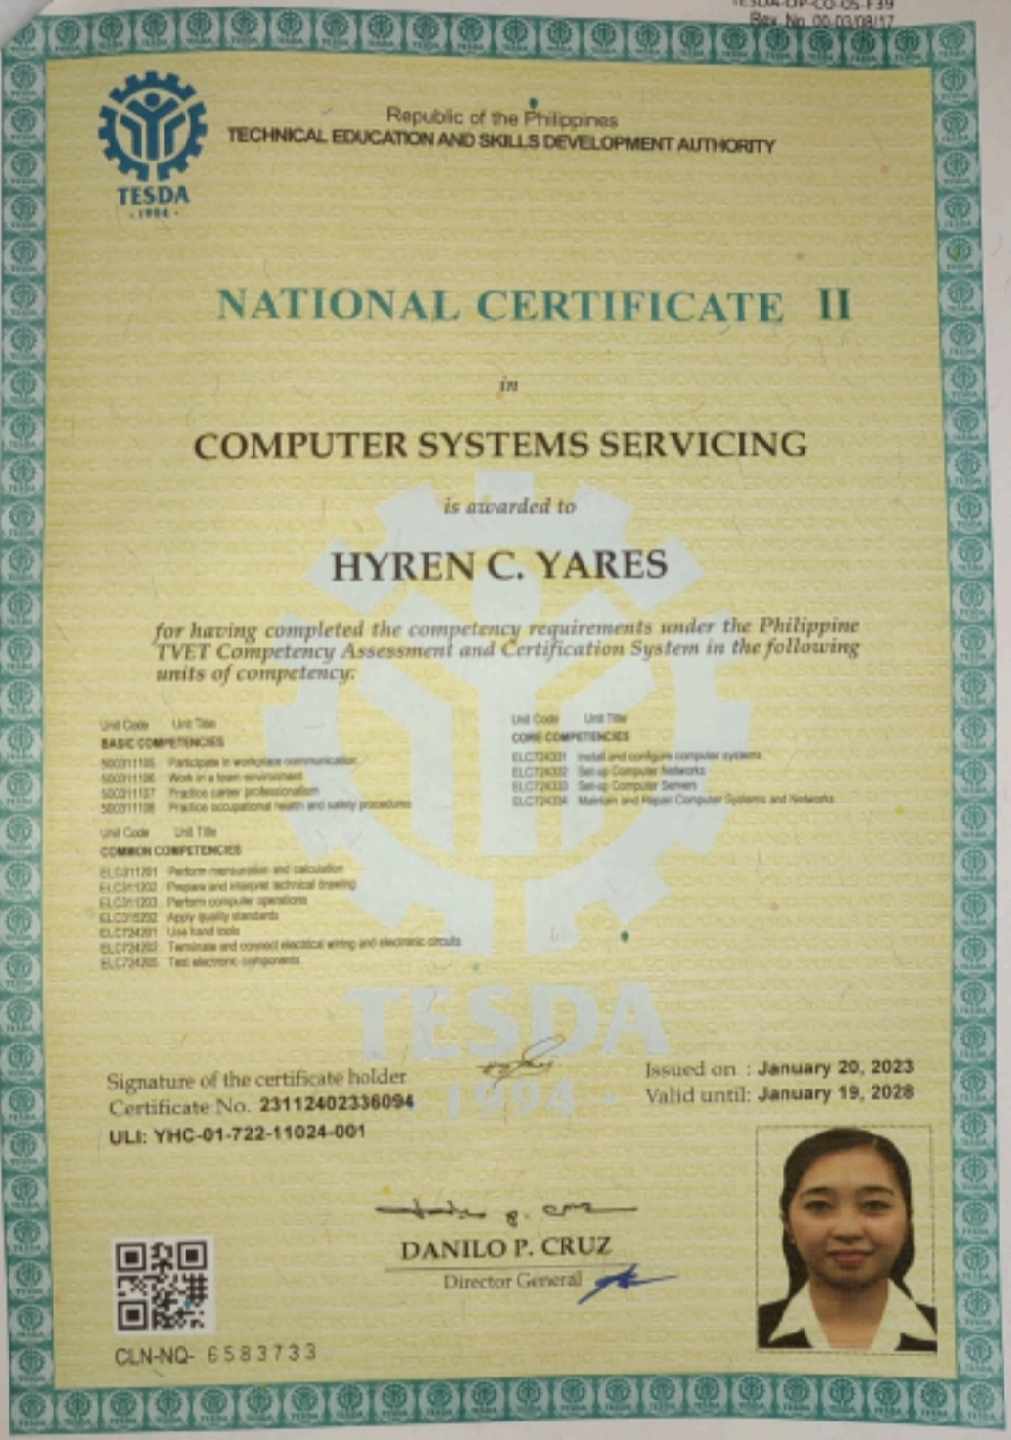 TESDA-OP-CO-05-F39
Rev. No. 00-03/08/17
Republic of the Philippines
TECHNICAL EDUCATION AND SKILLS DEVELOPMENT AUTHORITY
TESDA
- 1994 -
NATIONAL CERTIFICATE II
in
COMPUTER SYSTEMS SERVICING
is awarded to
HYREN C. YARES
for having completed the competency requirements under the Philippine
TVET Competency Assessment and Certification System in the following
units of competency:
Unit Code Unit Title
BASIC COMPETENCIES
500311105 Participate in workplace communication
500311106 Work in a team environment
500311107 Practice career professionalism
500311108 Practice occupational health and safety procedures
Unit Code Unit Title
COMMON COMPETENCIES
ELC311201 Perform mensuration and calculation
ELC311202 Prepare and interpret technical drawing
ELC311203 Perform computer operations
ELC315202 Apply quality standards
ELC724201 Use hand tools
ELC724202 Terminate and connect electrical wiring and electronic circuits
ELC724205 Test electronic components
Unit Code Unit Title
CORE COMPETENCIES
ELC724331 Install and configure computer systems
ELC724332 Set-up Computer Networks
ELC724333 Set-up Computer Servers
ELC724334 Maintain and Repair Computer Systems and Networks
TESDA
1994 -
Signature of the certificate holder
Certificate No. 23112402336094
ULI: YHC-01-722-11024-001
Issued on : January 20, 2023
Valid until: January 19, 2028
DANILO P. CRUZ
Director General
CLN-NQ- 6583733